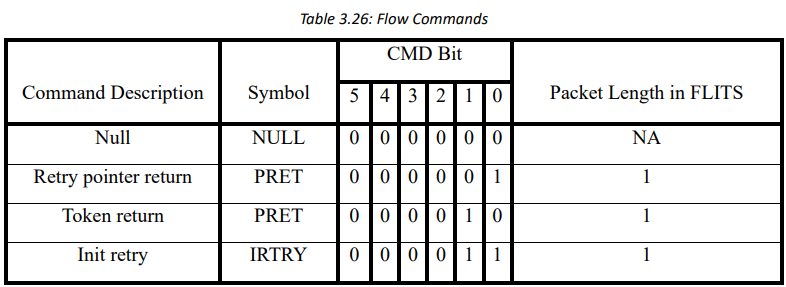 Table 3.26: Flow Commands
CMD Bit
Command Description Symbol 5 4 3 2 1 0 Packet Length in FLITS
Null NULL 0 0 0 0 0 0 NA
Retry pointer return PRET 0 0 0 0 0 1 1
Token return PRET 0 0 0 0 1 0 1
Init retry IRTRY 0 0 0 0 1 1 1